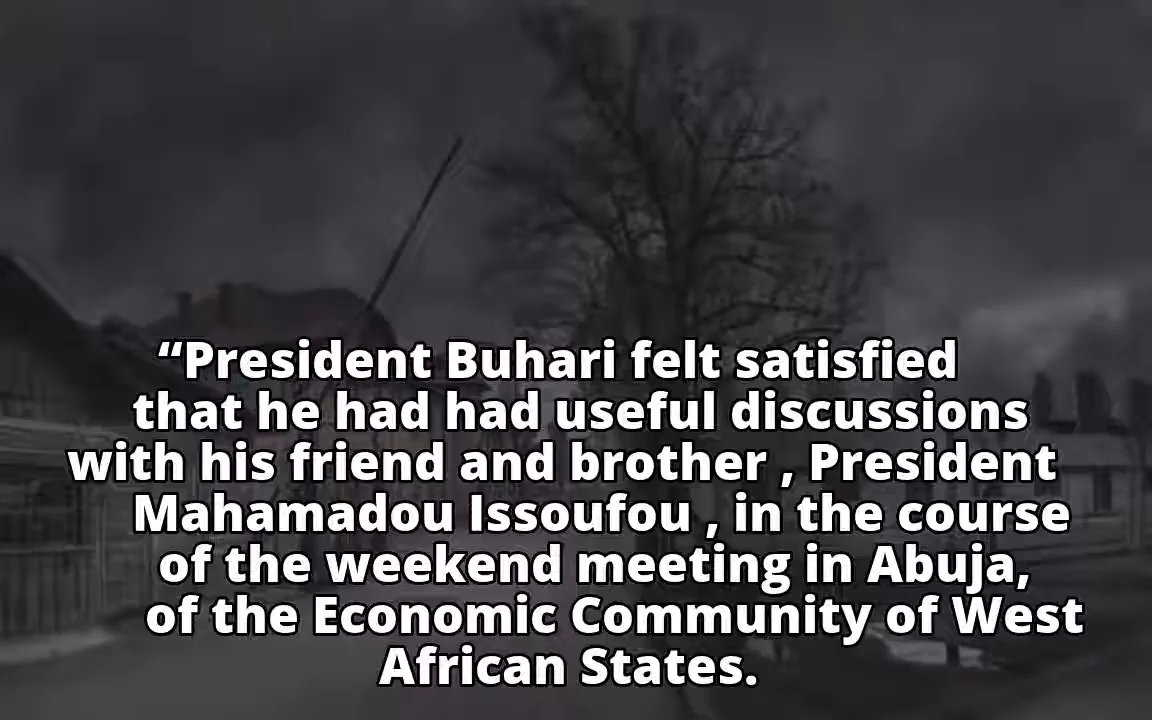 “President Buhari felt satisfied
that he had had useful discussions
with his friend and brother , President
Mahamadou Issoufou , in the course
of the weekend meeting in Abuja,
of the Economic Community of West
African States.